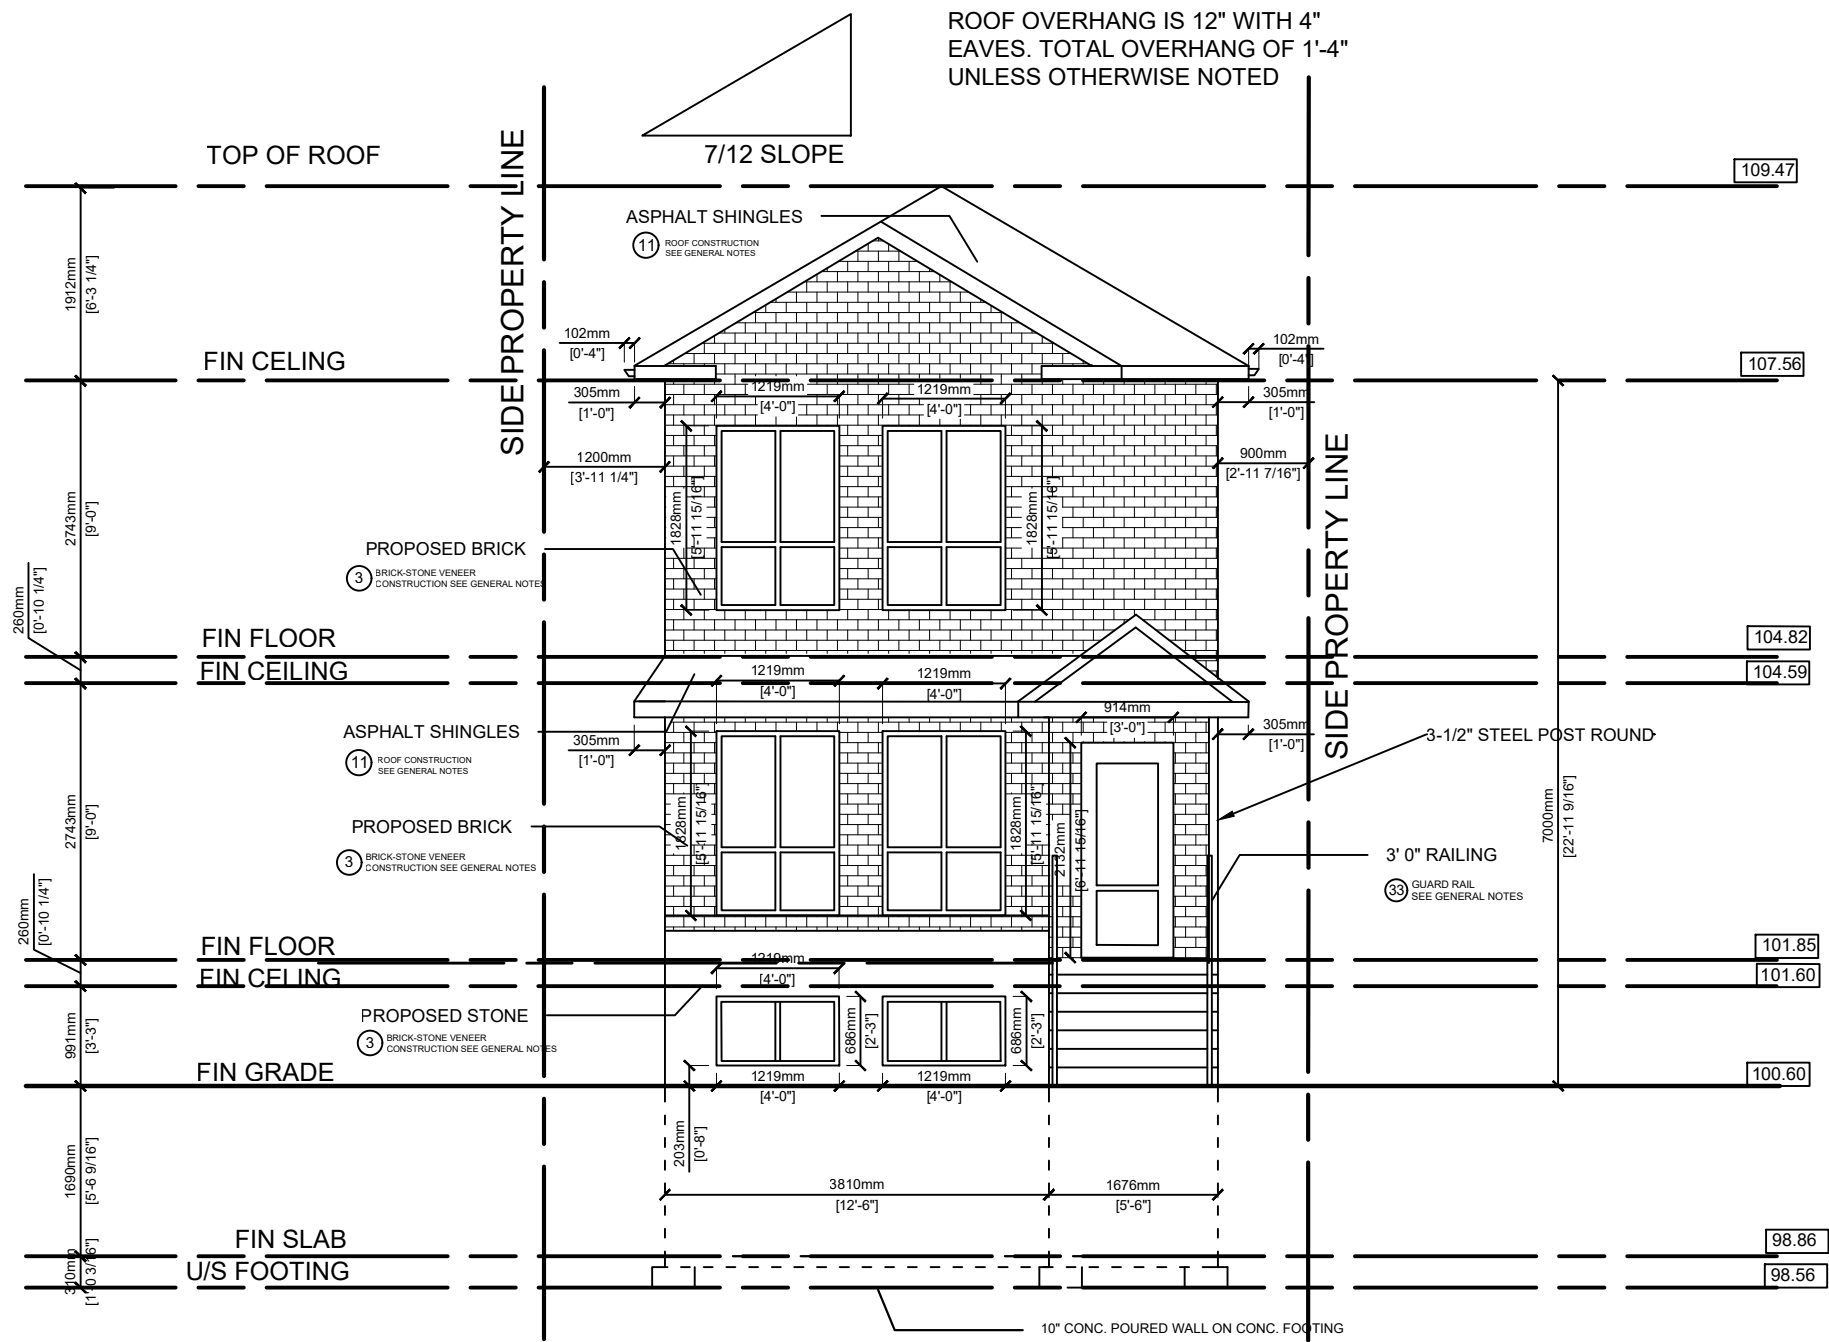 ROOF OVERHANG IS 12" WITH 4"
EAVES. TOTAL OVERHANG OF 1'-4"
UNLESS OTHERWISE NOTED
7/12 SLOPE
TOP OF ROOF
109.47
SIDE PROPERTY LINE
ASPHALT SHINGLES
11 ROOF CONSTRUCTION
SEE GENERAL NOTES
1912mm
[6'-3 1/4"]
102mm
[0'-4"]
102mm
[0'-4"]
FIN CELING
107.56
305mm
[1'-0"]
1219mm
[4'-0"]
1219mm
[4'-0"]
305mm
[1'-0"]
1200mm
[3'-11 1/4"]
900mm
[2'-11 7/16"]
SIDE PROPERTY LINE
2743mm
[9'-0"]
1828mm
[5'-11 15/16"]
1828mm
[5'-11 15/16"]
PROPOSED BRICK
3 BRICK-STONE VENEER
CONSTRUCTION SEE GENERAL NOTES
260mm
[0'-10 1/4"]
FIN FLOOR
104.82
FIN CEILING
104.59
1219mm
[4'-0"]
1219mm
[4'-0"]
914mm
[3'-0"]
ASPHALT SHINGLES
11 ROOF CONSTRUCTION
SEE GENERAL NOTES
305mm
[1'-0"]
305mm
[1'-0"]
3-1/2" STEEL POST ROUND
2743mm
[9'-0"]
1828mm
[5'-11 15/16"]
1828mm
[5'-11 15/16"]
2132mm
[6'-11 15/16"]
7000mm
[22'-11 9/16"]
PROPOSED BRICK
3 BRICK-STONE VENEER
CONSTRUCTION SEE GENERAL NOTES
3' 0" RAILING
33 GUARD RAIL
SEE GENERAL NOTES
260mm
[0'-10 1/4"]
FIN FLOOR
101.85
FIN CELING
101.60
1219mm
[4'-0"]
PROPOSED STONE
3 BRICK-STONE VENEER
CONSTRUCTION SEE GENERAL NOTES
991mm
[3'-3"]
686mm
[2'-3"]
686mm
[2'-3"]
FIN GRADE
100.60
1219mm
[4'-0"]
1219mm
[4'-0"]
203mm
[0'-8"]
1690mm
[5'-6 9/16"]
3810mm
[12'-6"]
1676mm
[5'-6"]
FIN SLAB
98.86
U/S FOOTING
98.56
310mm
10" CONC. POURED WALL ON CONC. FOOTING